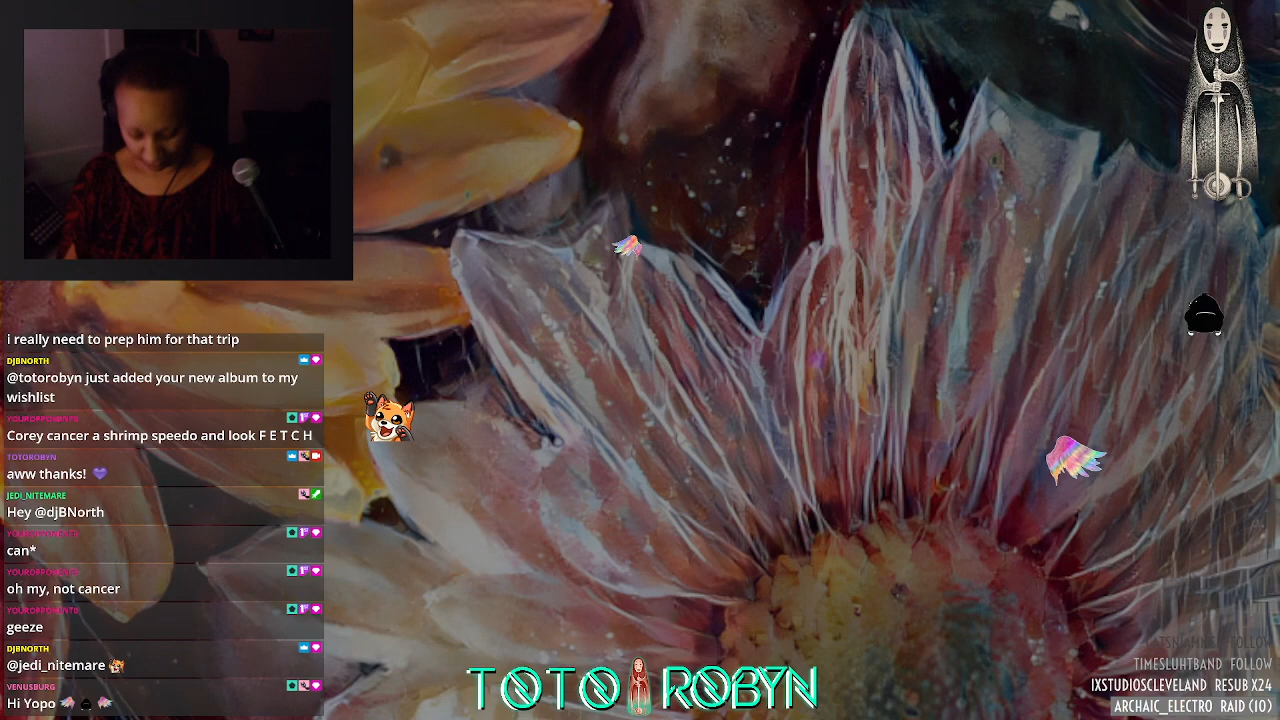 i really need to prep him for that trip
DJBNORTH
@totorobyn just added your new album to my
wishlist
Corey cancer a shrimp speedo and look F E T C H
TOTOROBYN
aww thanks! 💜
JEDI_NITEMARE
Hey @djBNorth
can*
oh my, not cancer
geeze
DJBNORTH
@jedi_nitemare
VENUSBURG
Hi Yopo
TOTO ROBYN
FOLLOW
TIMESLUHTBAND FOLLOW
IXSTUDIOSCLEVELAND RESUB X24
ARCHAIC_ELECTRO RAID (10)